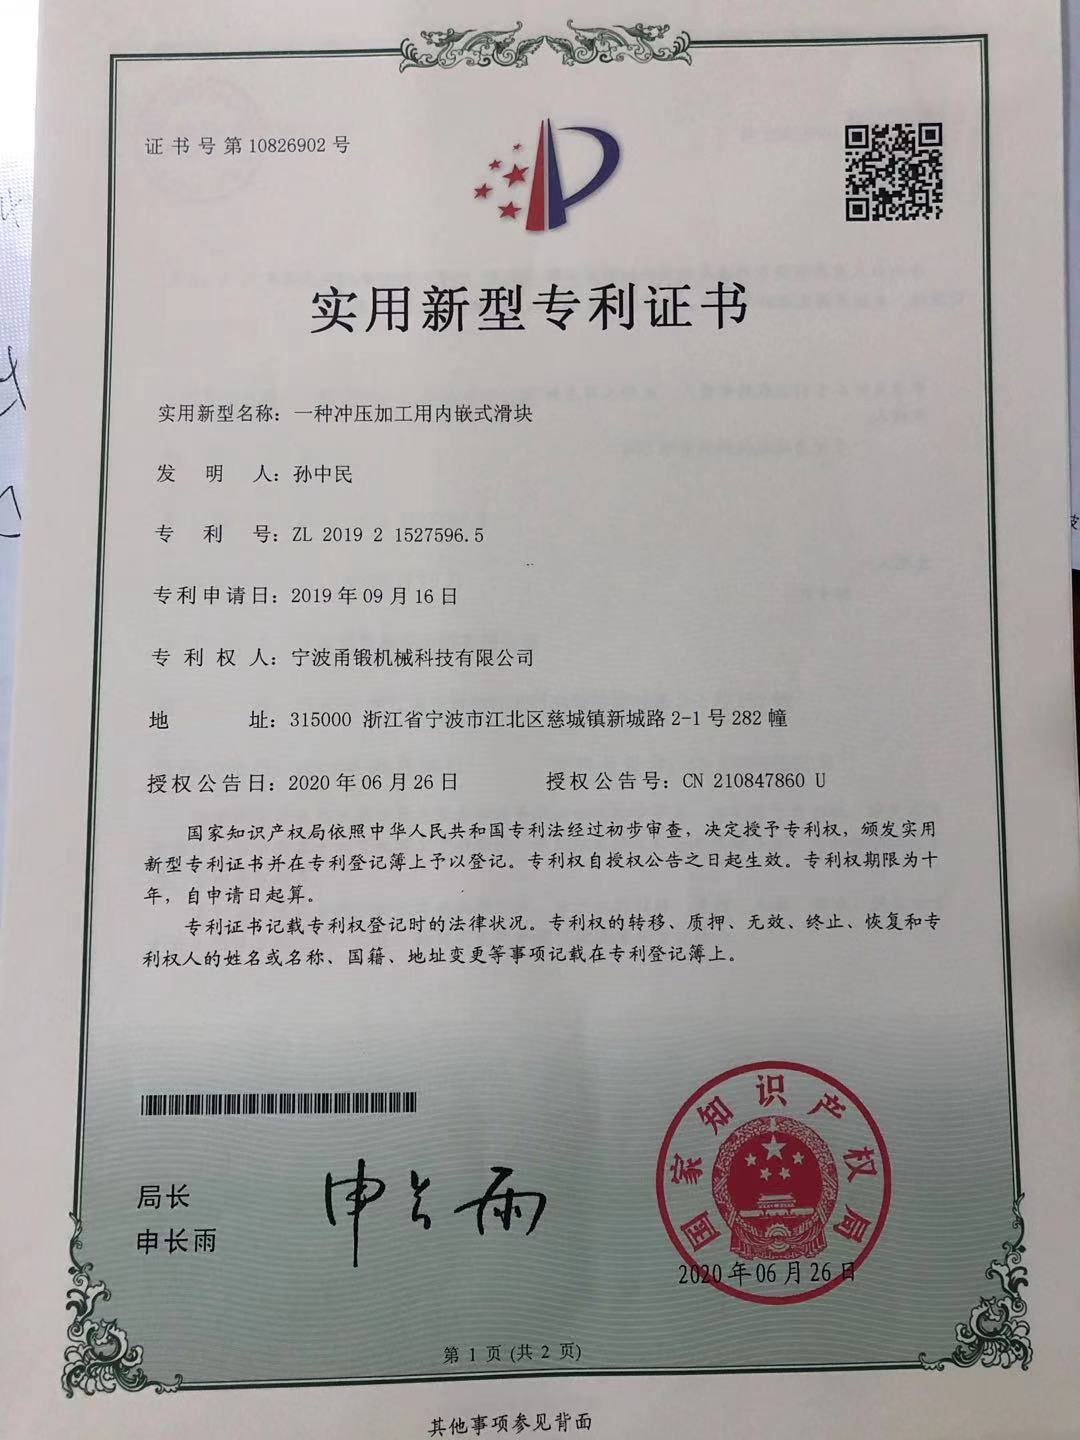 证书号第10826902号
实用新型专利证书
实用新型名称：一种冲压加工用内嵌式滑块
发明人：孙中民
专利号：ZL 2019 2 1527596.5
专利申请日：2019年09月16日
专利权人：宁波甬锻机械科技有限公司
地址：315000 浙江省宁波市江北区慈城镇新城路2-1号282幢
授权公告日：2020年06月26日 授权公告号：CN 210847860 U
国家知识产权局依照中华人民共和国专利法经过初步审查，决定授予专利权，颁发实用
新型专利证书并在专利登记簿上予以登记。专利权自授权公告之日起生效。专利权期限为十
年，自申请日起算。
专利证书记载专利权登记时的法律状况。专利权的转移、质押、无效、终止、恢复和专
利权人的姓名或名称、国籍、地址变更等事项记载在专利登记簿上。
局长
申长雨
申长雨
国家知识产权局
2020年06月26日
第 1 页 (共 2 页)
其他事项参见背面